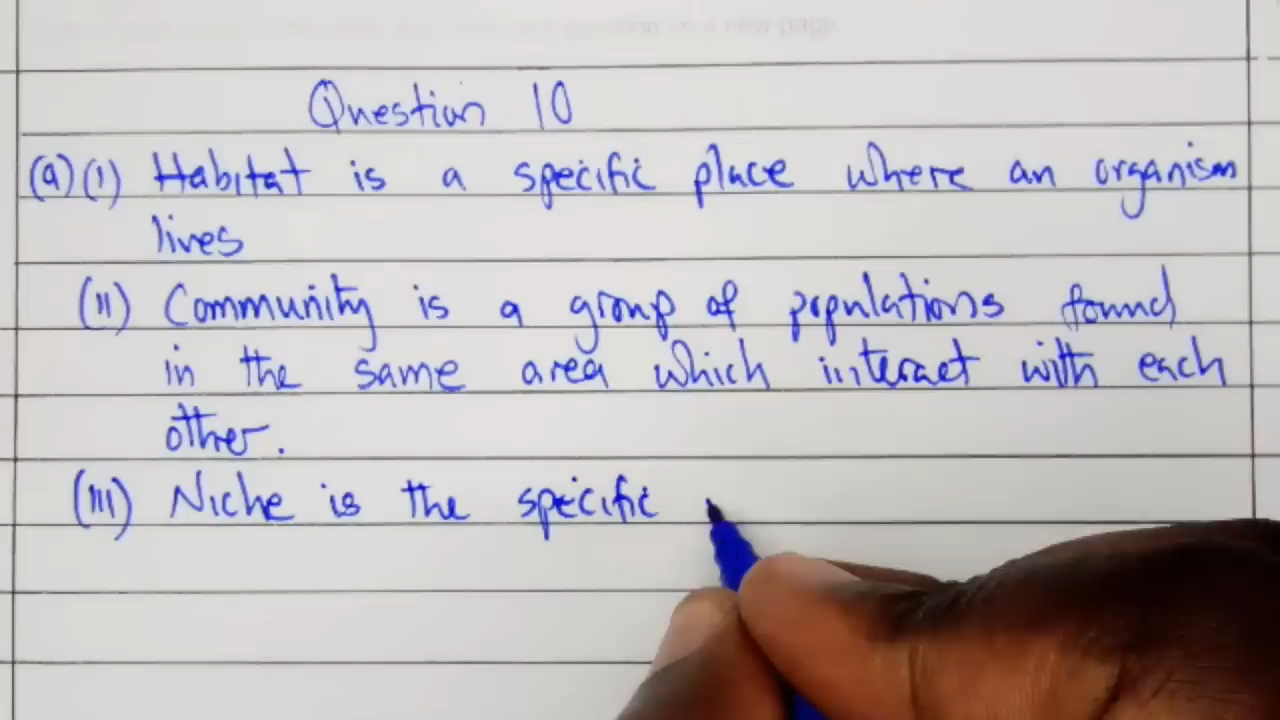 Question 10
(a) (i) Habitat is a specific place where an organism
lives
(ii) Community is a group of populations found
in the same area which interact with each
other.
(iii) Niche is the specific